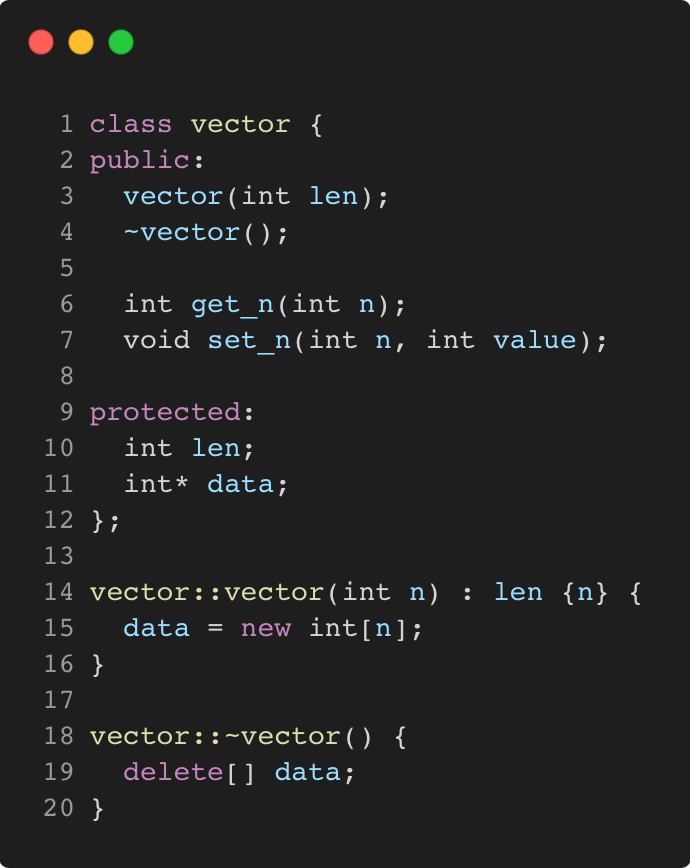 1 class vector {
2 public:
3   vector(int len);
4   ~vector();
5
6   int get_n(int n);
7   void set_n(int n, int value);
8
9 protected:
10   int len;
11   int* data;
12 };
13
14 vector::vector(int n) : len {n} {
15   data = new int[n];
16 }
17
18 vector::~vector() {
19   delete[] data;
20 }